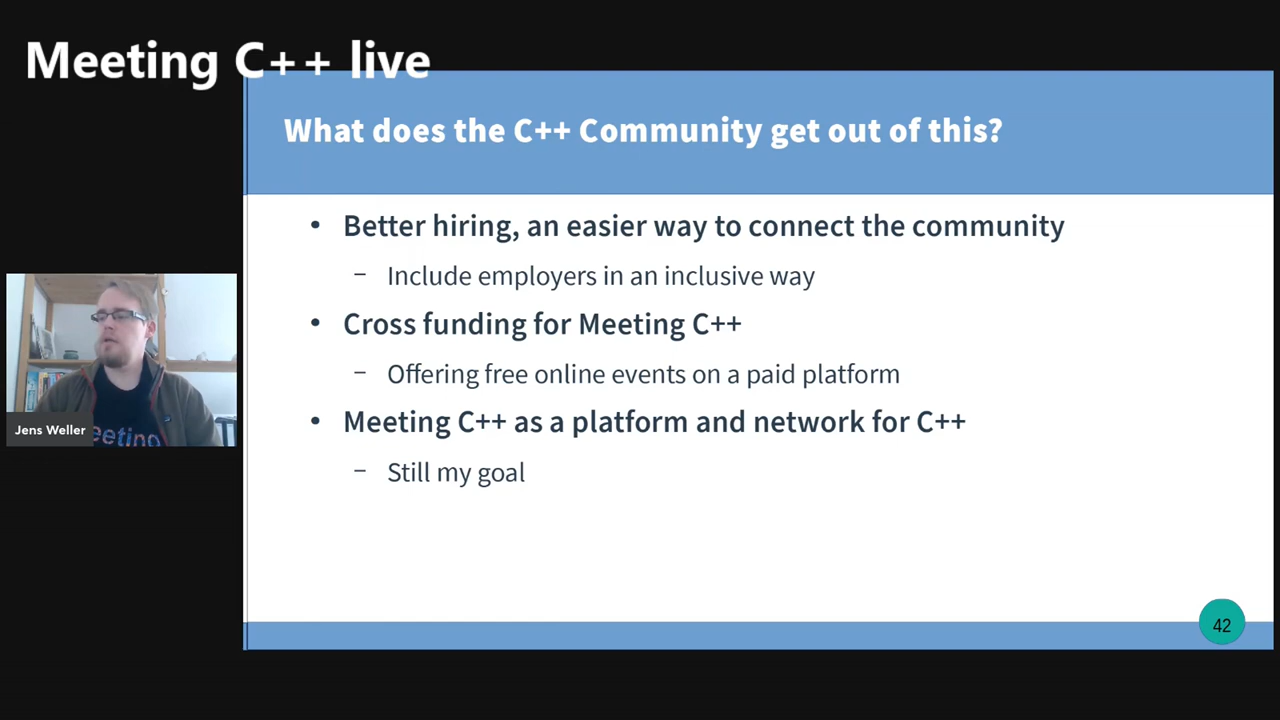 Meeting C++ live
What does the C++ Community get out of this?
• Better hiring, an easier way to connect the community
– Include employers in an inclusive way
• Cross funding for Meeting C++
– Offering free online events on a paid platform
• Meeting C++ as a platform and network for C++
– Still my goal
Jens Weller
eeting
42